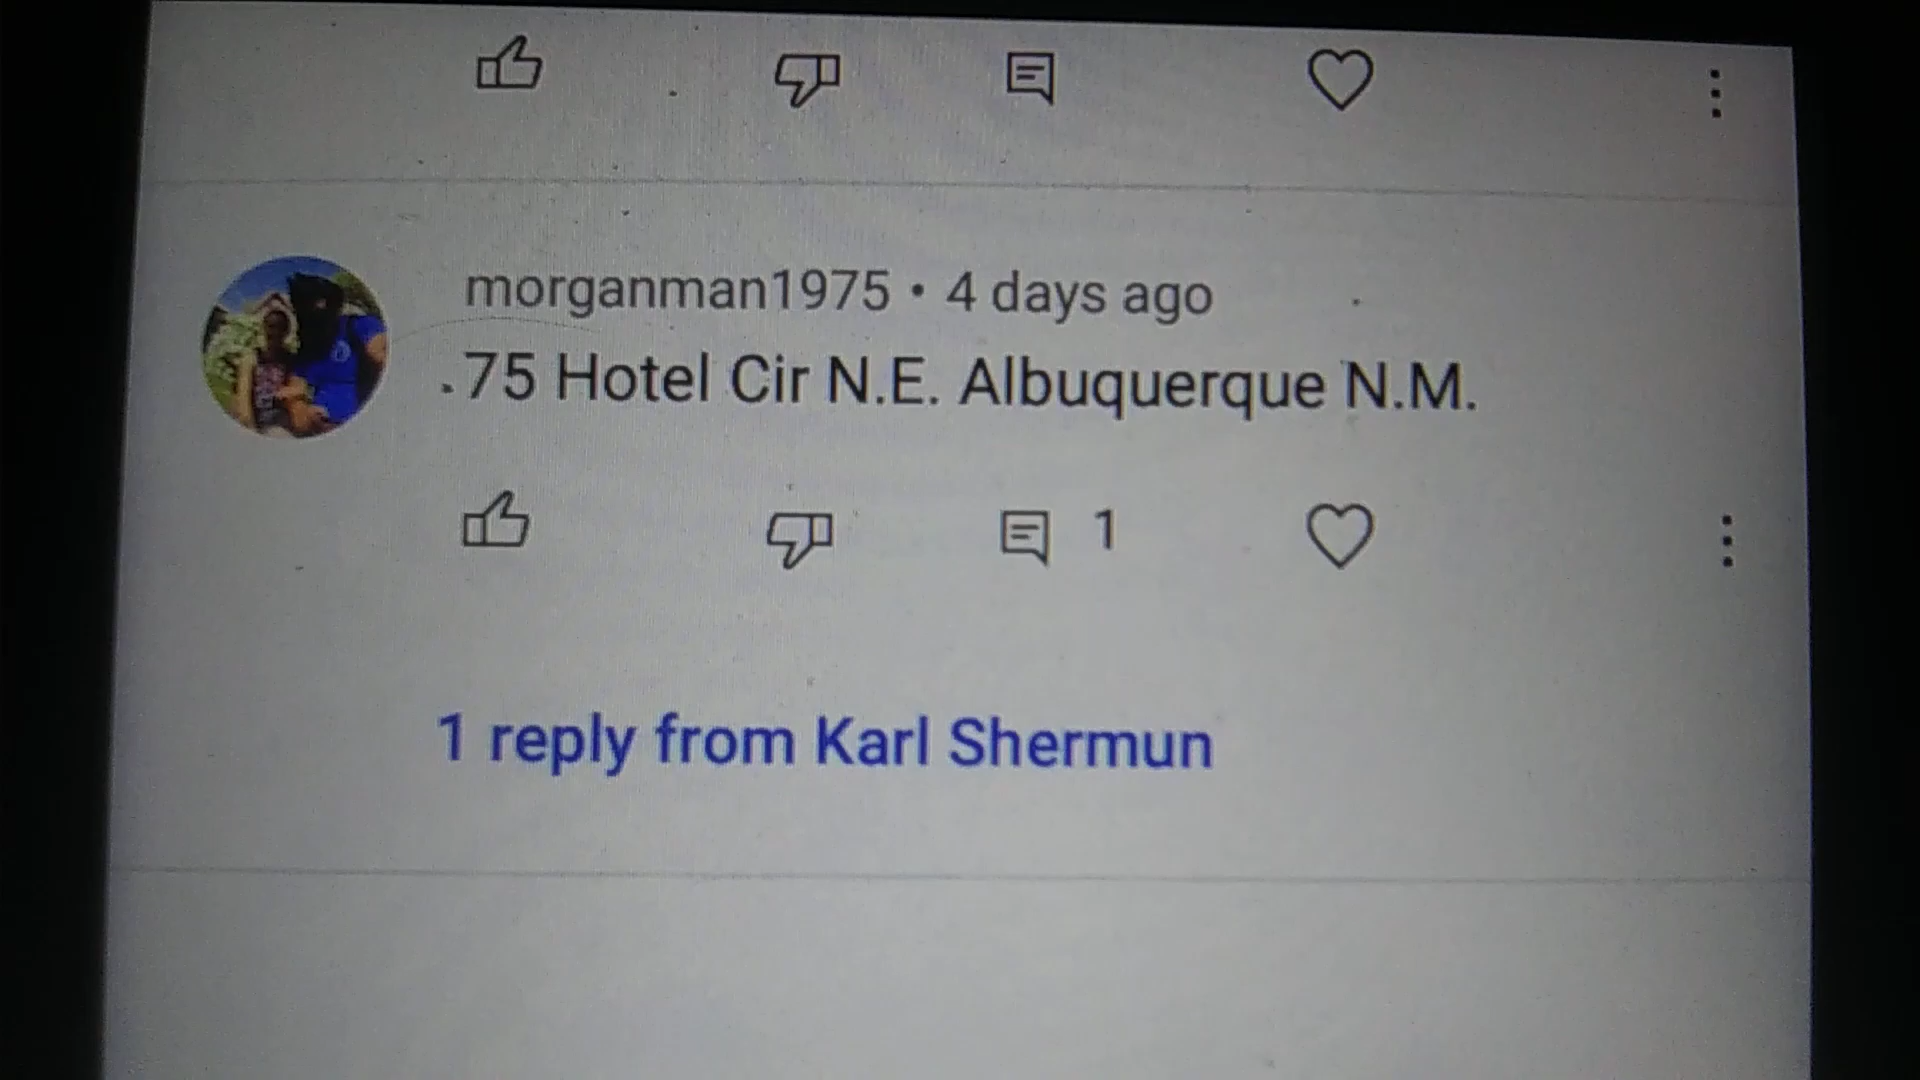 morganman1975 • 4 days ago
.75 Hotel Cir N.E. Albuquerque N.M.
1
1 reply from Karl Shermun